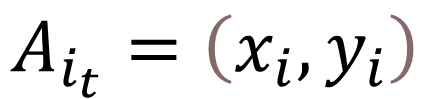 $A_{i_t} = (x_i, y_i)$